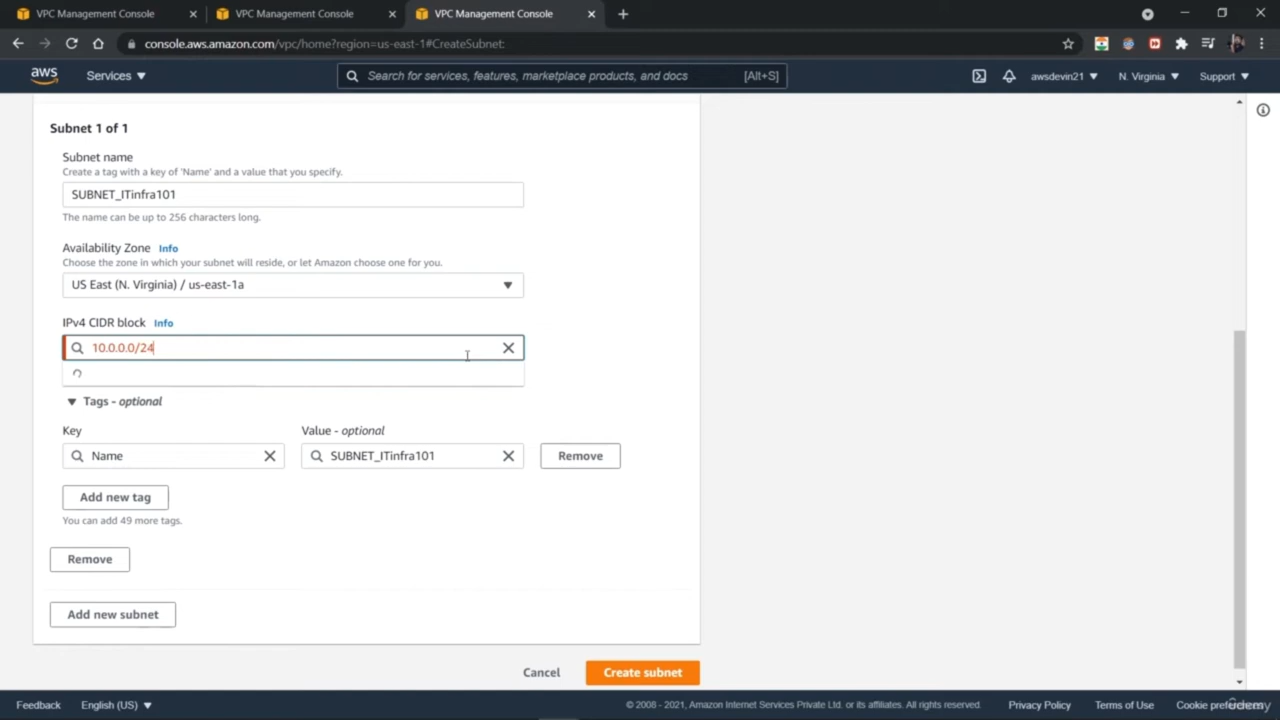 VPC Management Console
VPC Management Console
VPC Management Console
console.aws.amazon.com/vpc/home?region=us-east-1#CreateSubnet:
aws
Services
Search for services, features, marketplace products, and docs
[Alt+S]
awsdevin21
N. Virginia
Support
Subnet 1 of 1
Subnet name
Create a tag with a key of 'Name' and a value that you specify.
SUBNET_ITinfra101
The name can be up to 256 characters long.
Availability Zone Info
Choose the zone in which your subnet will reside, or let Amazon choose one for you.
US East (N. Virginia) / us-east-1a
IPv4 CIDR block Info
10.0.0.0/24
Tags - optional
Key
Value - optional
Name
SUBNET_ITinfra101
Remove
Add new tag
You can add 49 more tags.
Remove
Add new subnet
Cancel
Create subnet
Feedback
English (US)
© 2008 - 2021, Amazon Internet Services Private Ltd. or its affiliates. All rights reserved.
Privacy Policy
Terms of Use
Cookie preferences
Udemy